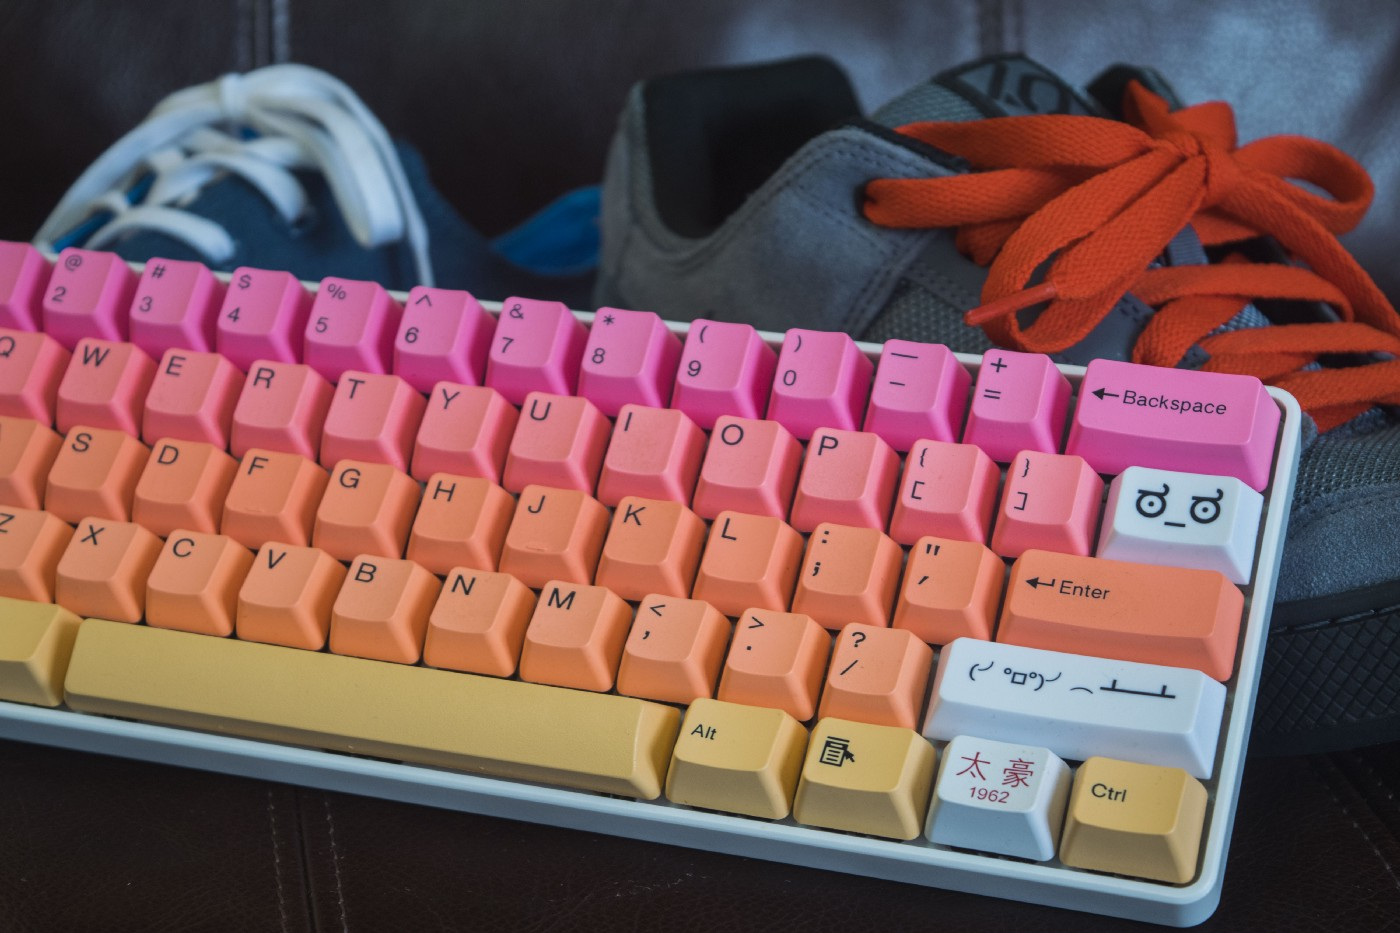 @ # $ % ^ & * ( ) — +
2 3 4 5 6 7 8 9 0 - = ←Backspace
Q W E R T Y U I O P { }
[ ] ಠ_ಠ
S D F G H J K L : "
; ' ↵Enter
Z X C V B N M < > ?
, . / (╯°□°)╯︵ ┻━┻
Alt 太豪 Ctrl
1962